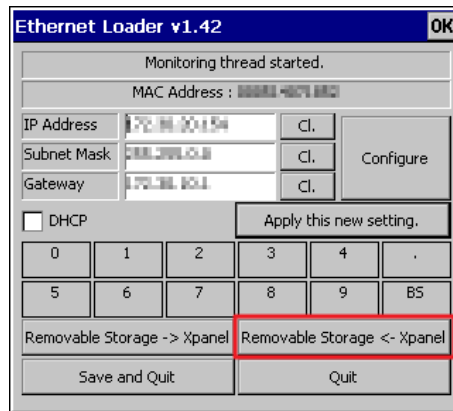 Ethernet Loader v1.42 OK
Monitoring thread started.
MAC Address :
IP Address Cl.
Subnet Mask Cl. Configure
Gateway Cl.
DHCP Apply this new setting.
0 1 2 3 4 .
5 6 7 8 9 BS
Removable Storage -> Xpanel Removable Storage <- Xpanel
Save and Quit Quit